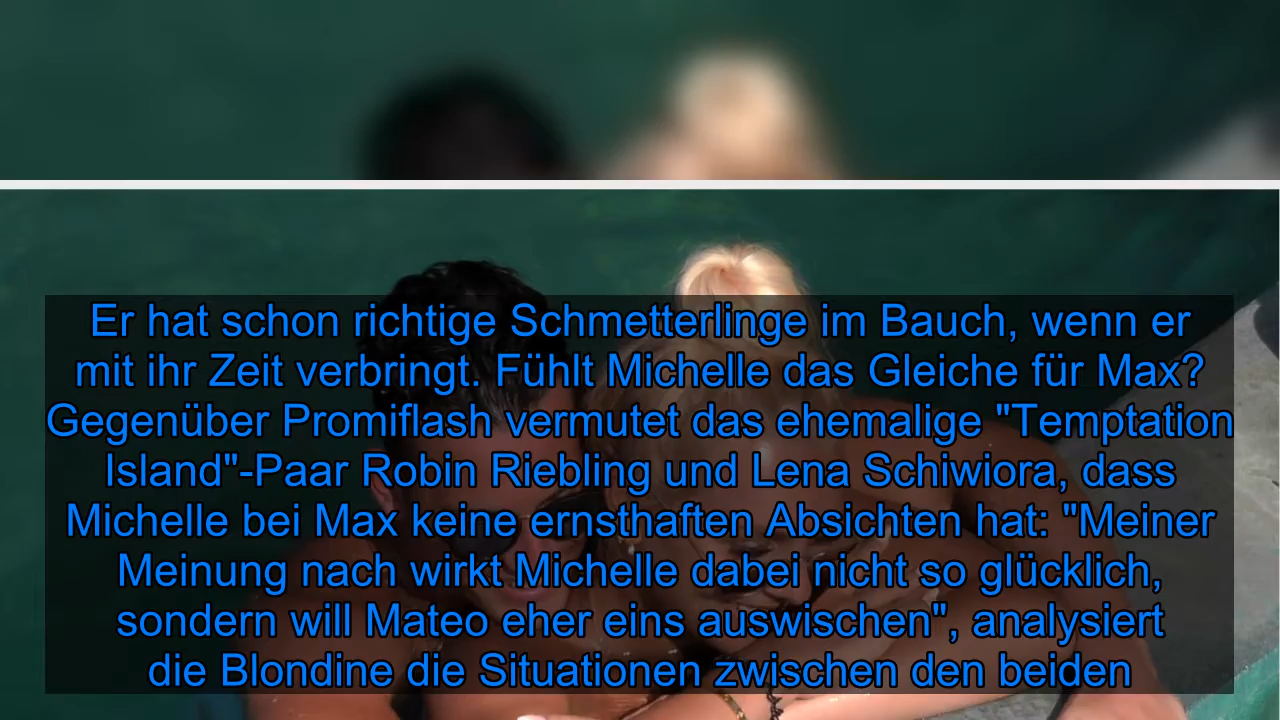 Er hat schon richtige Schmetterlinge im Bauch, wenn er
mit ihr Zeit verbringt. Fühlt Michelle das Gleiche für Max?
Gegenüber Promiflash vermutet das ehemalige "Temptation
Island"-Paar Robin Riebling und Lena Schiwiora, dass
Michelle bei Max keine ernsthaften Absichten hat: "Meiner
Meinung nach wirkt Michelle dabei nicht so glücklich,
sondern will Mateo eher eins auswischen", analysiert
die Blondine die Situationen zwischen den beiden